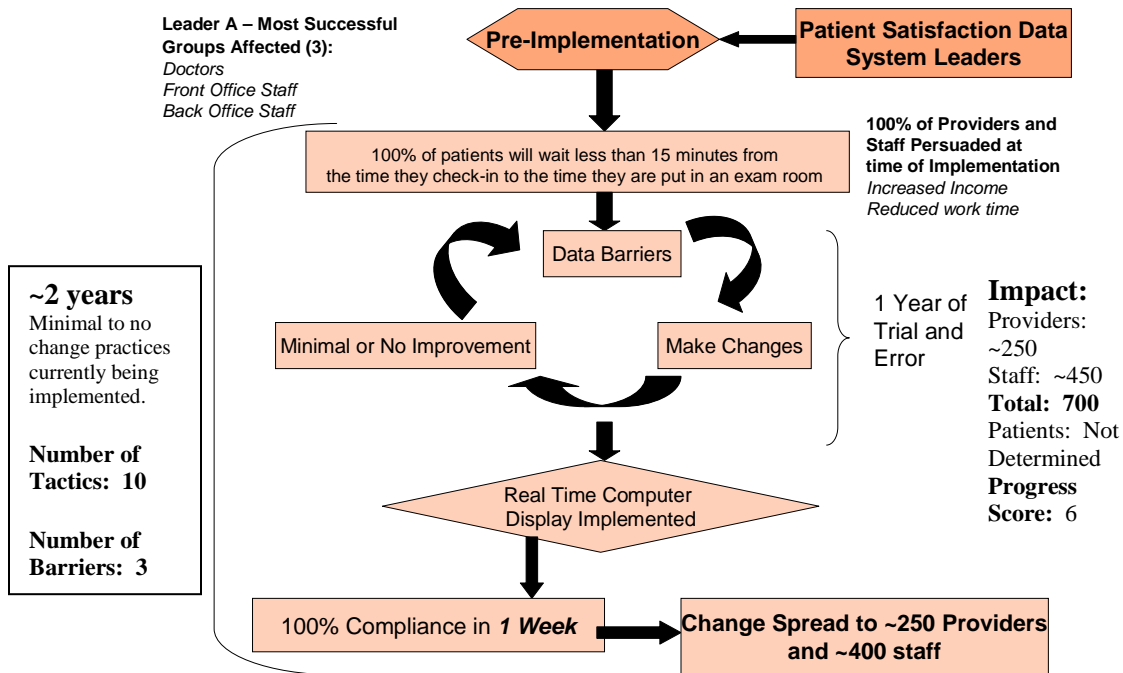 Leader A – Most Successful
Groups Affected (3):
Doctors
Front Office Staff
Back Office Staff
Pre-Implementation
Patient Satisfaction Data
System Leaders
100% of patients will wait less than 15 minutes from
the time they check-in to the time they are put in an exam room
100% of Providers and
Staff Persuaded at
time of Implementation
Increased Income
Reduced work time
Data Barriers
Minimal or No Improvement
Make Changes
1 Year of
Trial and
Error
~2 years
Minimal to no
change practices
currently being
implemented.
Number of
Tactics: 10
Number of
Barriers: 3
Impact:
Providers:
~250
Staff: ~450
Total: 700
Patients: Not
Determined
Progress
Score: 6
Real Time Computer
Display Implemented
100% Compliance in 1 Week
Change Spread to ~250 Providers
and ~400 staff